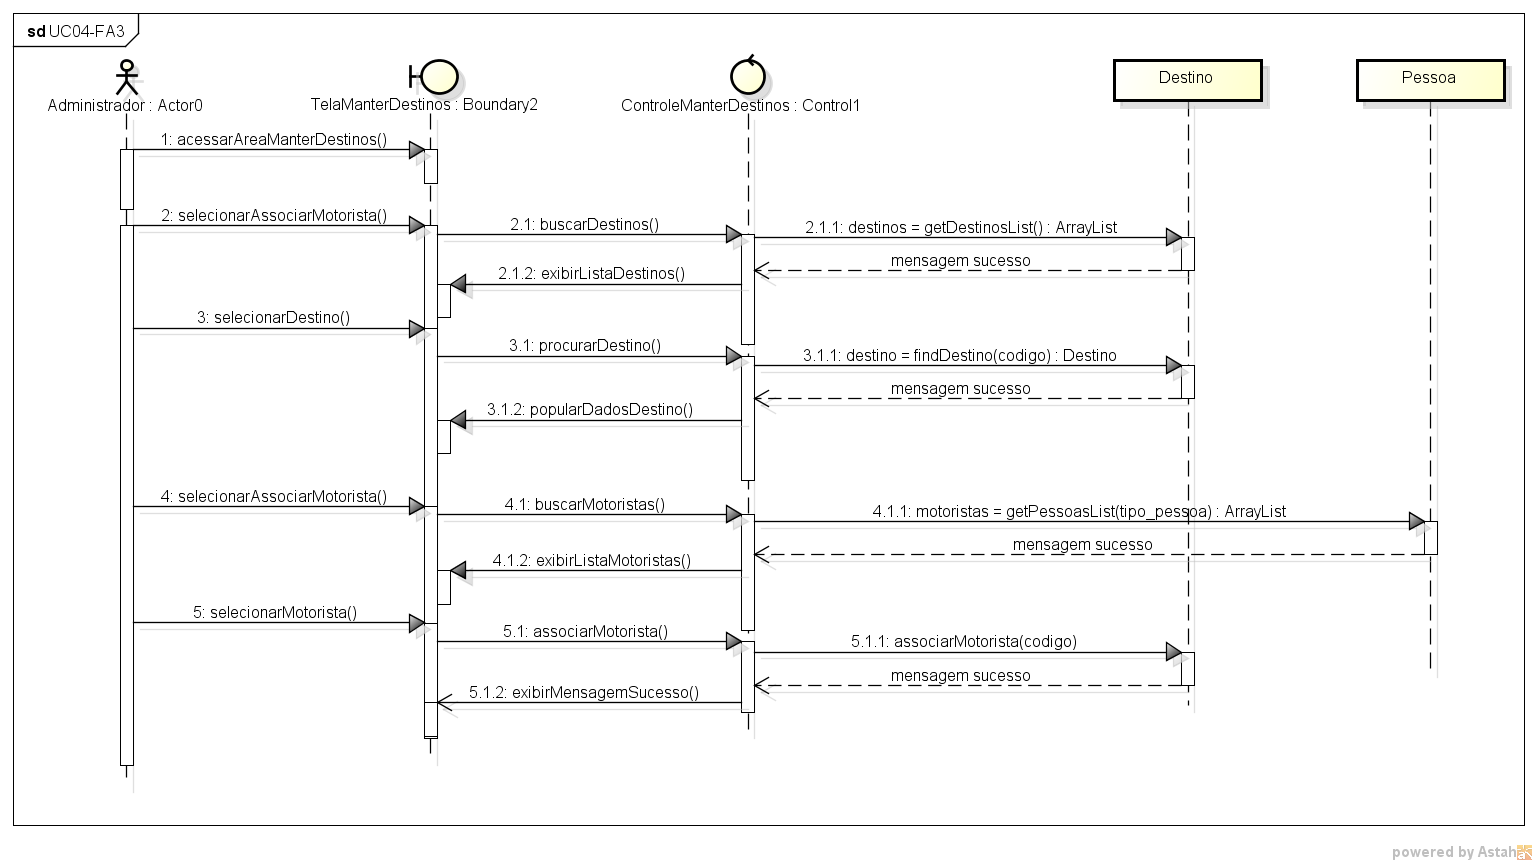 sd UC04-FA3
Administrador : Actor0
TelaManterDestinos : Boundary2
ControleManterDestinos : Control1
Destino
Pessoa
1: acessarAreaManterDestinos()
2: selecionarAssociarMotorista()
2.1: buscarDestinos()
2.1.1: destinos = getDestinosList() : ArrayList
mensagem sucesso
2.1.2: exibirListaDestinos()
3: selecionarDestino()
3.1: procurarDestino()
3.1.1: destino = findDestino(codigo) : Destino
mensagem sucesso
3.1.2: popularDadosDestino()
4: selecionarAssociarMotorista()
4.1: buscarMotoristas()
4.1.1: motoristas = getPessoasList(tipo_pessoa) : ArrayList
mensagem sucesso
4.1.2: exibirListaMotoristas()
5: selecionarMotorista()
5.1: associarMotorista()
5.1.1: associarMotorista(codigo)
mensagem sucesso
5.1.2: exibirMensagemSucesso()
powered by Astah